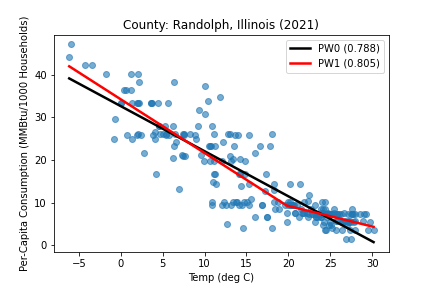 County: Randolph, Illinois (2021)
PW0 (0.788)
PW1 (0.805)
Per-Capita Consumption (MMBtu/1000 Households)
40
30
20
10
0
−5 0 5 10 15 20 25 30
Temp (deg C)